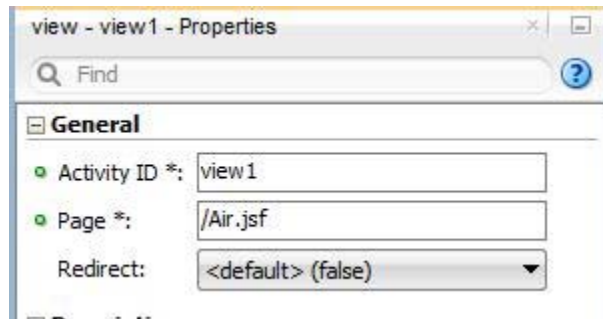 view - view1 - Properties
Find
General
Activity ID *: view1
Page *: /Air.jsf
Redirect: <default> (false)